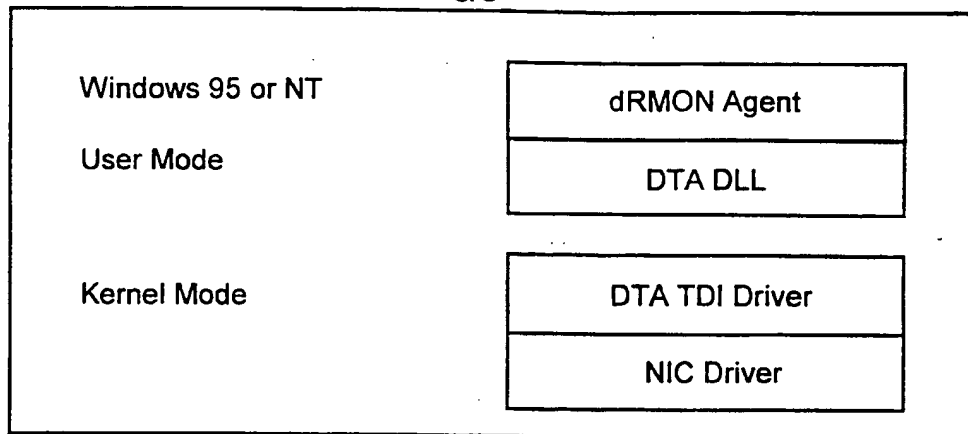 Windows 95 or NT
dRMON Agent
User Mode
DTA DLL
Kernel Mode
DTA TDI Driver
NIC Driver